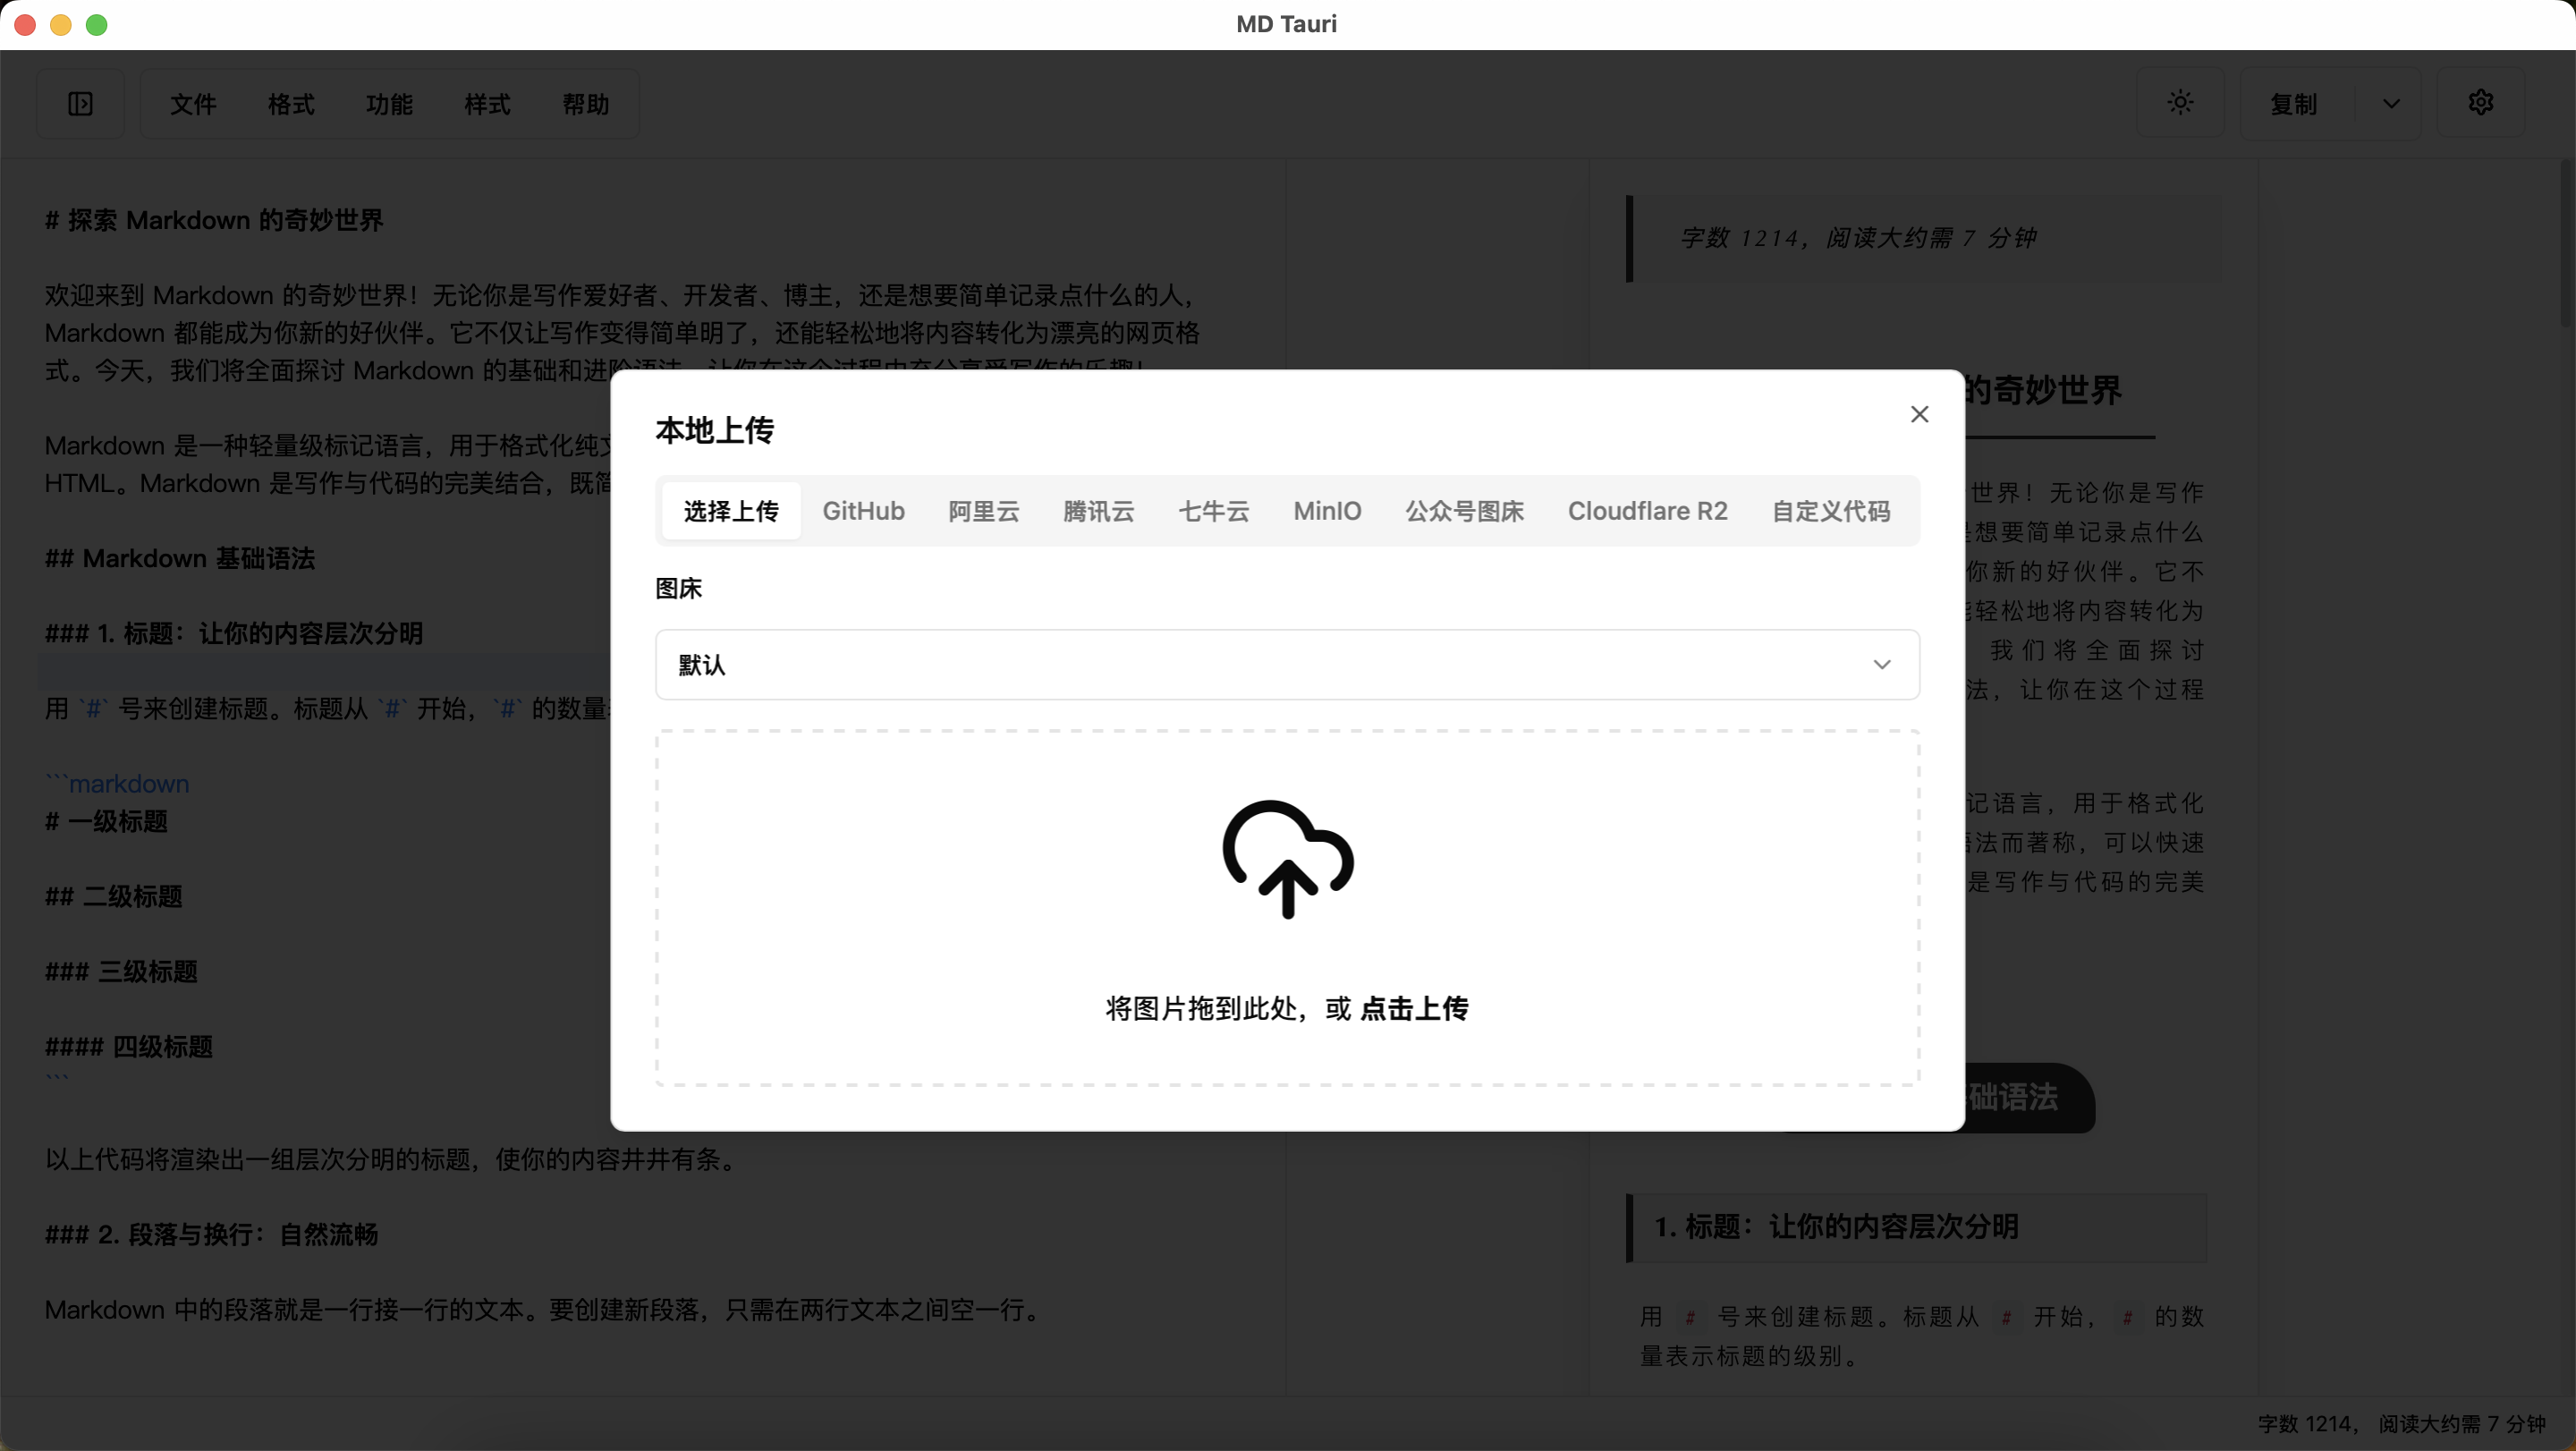 MD Tauri
文件 格式 功能 样式 帮助
复制
# 探索 Markdown 的奇妙世界
欢迎来到 Markdown 的奇妙世界！无论你是写作爱好者、开发者、博主，还是想要简单记录点什么的人，
Markdown 都能成为你新的好伙伴。它不仅让写作变得简单明了，还能轻松地将内容转化为漂亮的网页格
式。今天，我们将全面探讨 Markdown 的基础和进阶语法，让你在这个过程中充分享受写作的乐趣！
Markdown 是一种轻量级标记语言，用于格式化纯
HTML。Markdown 是写作与代码的完美结合，既
## Markdown 基础语法
### 1. 标题：让你的内容层次分明
用 `#` 号来创建标题。标题从 `#` 开始，`#` 的数量
```markdown
# 一级标题
## 二级标题
### 三级标题
#### 四级标题
```
以上代码将渲染出一组层次分明的标题，使你的内容井井有条。
### 2. 段落与换行：自然流畅
Markdown 中的段落就是一行接一行的文本。要创建新段落，只需在两行文本之间空一行。
本地上传
选择上传 GitHub 阿里云 腾讯云 七牛云 MinIO 公众号图床 Cloudflare R2 自定义代码
图床
默认
将图片拖到此处，或 点击上传
字数 1214，阅读大约需 7 分钟
的奇妙世界
世界！无论你是写作
想要简单记录点什么
你新的好伙伴。它不
轻松地将内容转化为
我们将全面探讨
法，让你在这个过程
记语言，用于格式化
法而著称，可以快速
是写作与代码的完美
础语法
1. 标题：让你的内容层次分明
用 # 号来创建标题。标题从 # 开始， # 的数
量表示标题的级别。
字数 1214， 阅读大约需 7 分钟